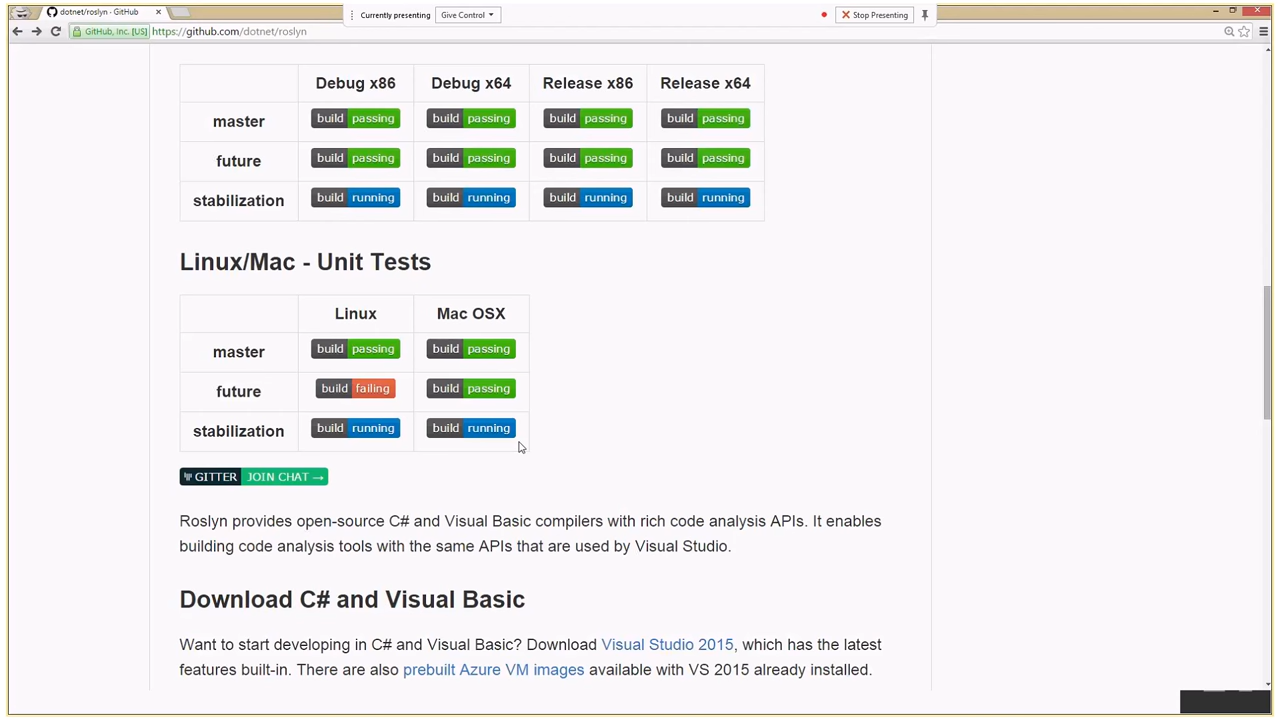 dotnet/roslyn · GitHub
Currently presenting Give Control Stop Presenting
GitHub, Inc. [US] https://github.com/dotnet/roslyn
Debug x86 Debug x64 Release x86 Release x64
master build passing build passing build passing build passing
future build passing build passing build passing build passing
stabilization build running build running build running build running
Linux/Mac - Unit Tests
Linux Mac OSX
master build passing build passing
future build failing build passing
stabilization build running build running
GITTER JOIN CHAT →
Roslyn provides open-source C# and Visual Basic compilers with rich code analysis APIs. It enables
building code analysis tools with the same APIs that are used by Visual Studio.
Download C# and Visual Basic
Want to start developing in C# and Visual Basic? Download Visual Studio 2015, which has the latest
features built-in. There are also prebuilt Azure VM images available with VS 2015 already installed.